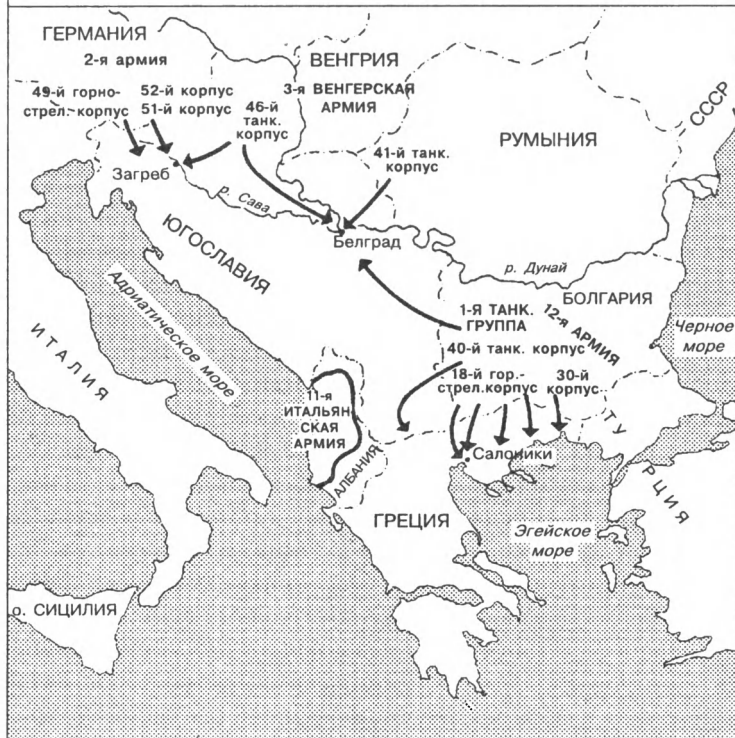 ГЕРМАНИЯ
2-я армия
49-й горно-
стрел. корпус
52-й корпус
51-й корпус
46-й
танк.
корпус
ВЕНГРИЯ
3-я ВЕНГЕРСКАЯ
АРМИЯ
41-й танк.
корпус
РУМЫНИЯ
СССР
Загреб
р. Сава
Белград
ЮГОСЛАВИЯ
р. Дунай
БОЛГАРИЯ
Адриатическое море
ИТАЛИЯ
1-Я ТАНК.
ГРУППА
12-я АРМИЯ
Черное
море
40-й танк. корпус
18-й гор.-
стрел.корпус
30-й
корпус
11-я
ИТАЛЬЯН
СКАЯ
АРМИЯ
АЛБАНИЯ
Салоники
ТУРЦИЯ
ГРЕЦИЯ
Эгейское
море
о. СИЦИЛИЯ